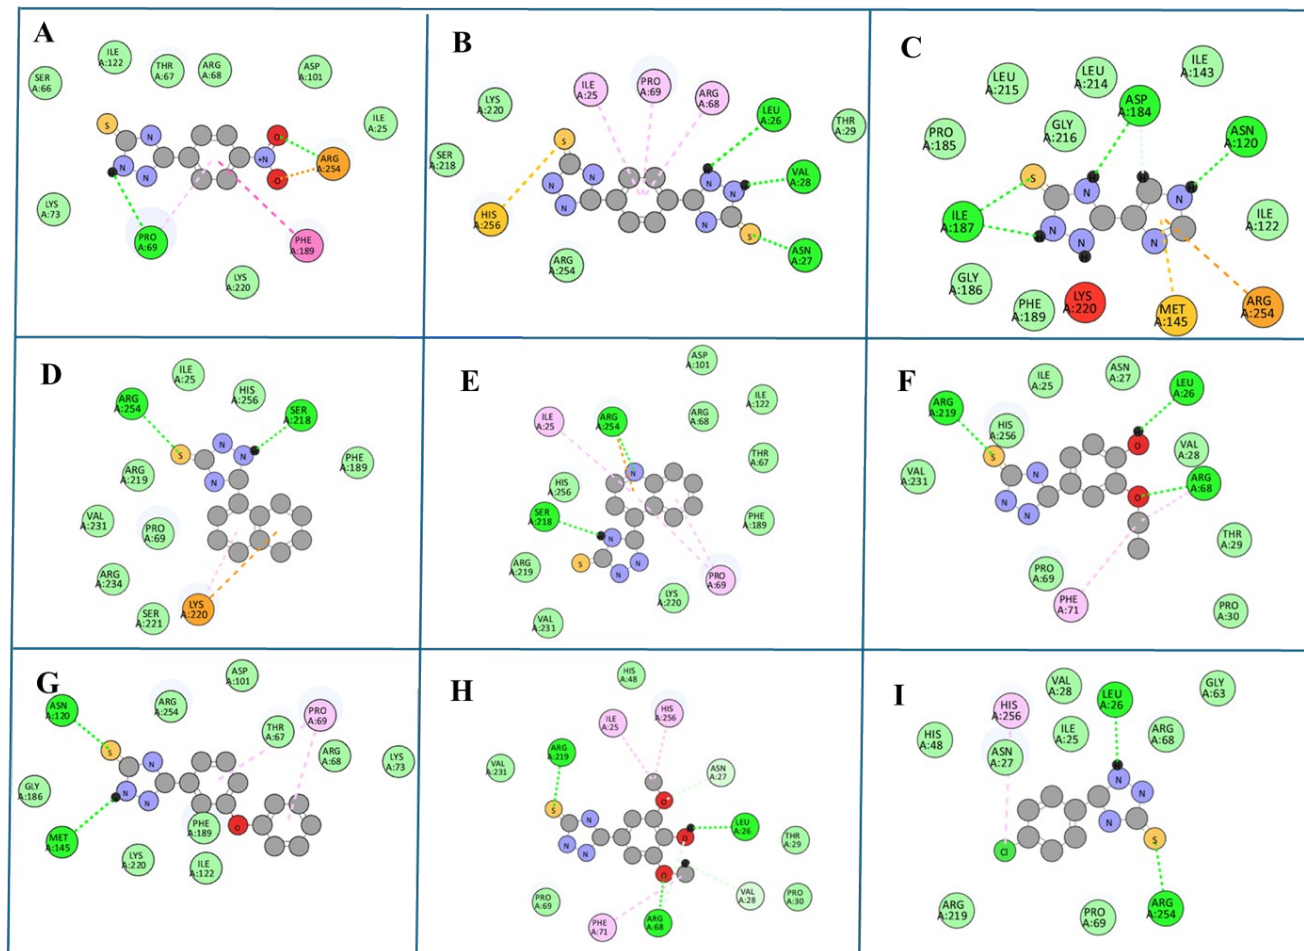 A
ILE
A:122
THR
A:67
ARG
A:68
ASP
A:101
SER
A:66
ILE
A:25
S
N
N
N
+N
O
-O
ARG
A:254
LYS
A:73
PRO
A:69
PHE
A:189
LYS
A:220
B
ILE
A:25
PRO
A:69
ARG
A:68
LYS
A:220
LEU
A:26
THR
A:29
SER
A:218
S
N
N
N
N
N
N
S
VAL
A:28
HIS
A:256
ARG
A:254
ASN
A:27
C
ILE
A:143
LEU
A:215
LEU
A:214
ASP
A:184
PRO
A:185
GLY
A:216
ASN
A:120
S
N
H
H
N
H
ILE
A:187
H
N
N
H
N
ILE
A:122
GLY
A:186
PHE
A:189
LYS
A:220
MET
A:145
ARG
A:254
D
ILE
A:25
HIS
A:256
ARG
A:254
SER
A:218
S
N
N
N
PHE
A:189
ARG
A:219
VAL
A:231
PRO
A:69
ARG
A:234
SER
A:221
LYS
A:220
E
ASP
A:101
ILE
A:25
ARG
A:254
ARG
A:68
ILE
A:122
THR
A:67
N
HIS
A:256
SER
A:218
PHE
A:189
N
S
N
N
ARG
A:219
PRO
A:69
LYS
A:220
VAL
A:231
F
ILE
A:25
ASN
A:27
LEU
A:26
ARG
A:219
HIS
A:256
S
O
VAL
A:28
VAL
A:231
N
N
N
O
ARG
A:68
THR
A:29
PRO
A:69
PHE
A:71
PRO
A:30
G
ASP
A:101
ASN
A:120
ARG
A:254
PRO
A:69
THR
A:67
ARG
A:68
LYS
A:73
S
N
N
N
GLY
A:186
PHE
A:189
O
MET
A:145
LYS
A:220
ILE
A:122
H
HIS
A:48
ILE
A:25
HIS
A:256
ARG
A:219
VAL
A:231
ASN
A:27
S
O
N
N
N
O
LEU
A:26
THR
A:29
O
PRO
A:69
PHE
A:71
ARG
A:68
VAL
A:28
PRO
A:30
I
VAL
A:28
LEU
A:26
GLY
A:63
HIS
A:256
HIS
A:48
ASN
A:27
ILE
A:25
ARG
A:68
N
N
N
S
Cl
ARG
A:219
PRO
A:69
ARG
A:254